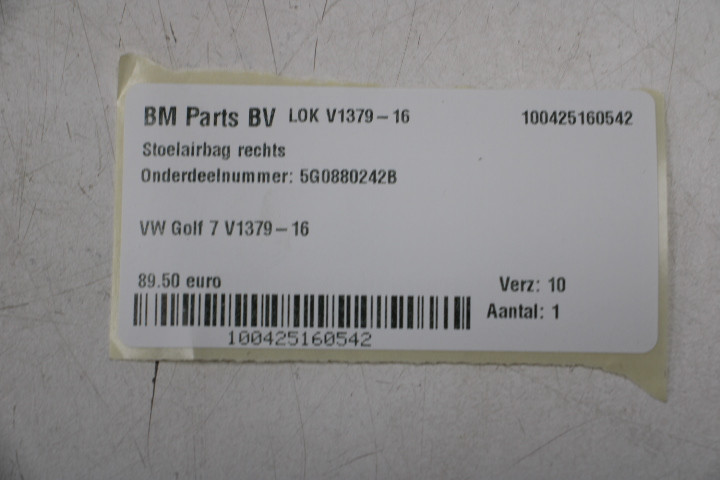 BM Parts BV LOK V1379-16 100425160542
Stoelairbag rechts
Onderdeelnummer: 5G0880242B
VW Golf 7 V1379-16
89.50 euro Verz: 10
Aantal: 1
100425160542